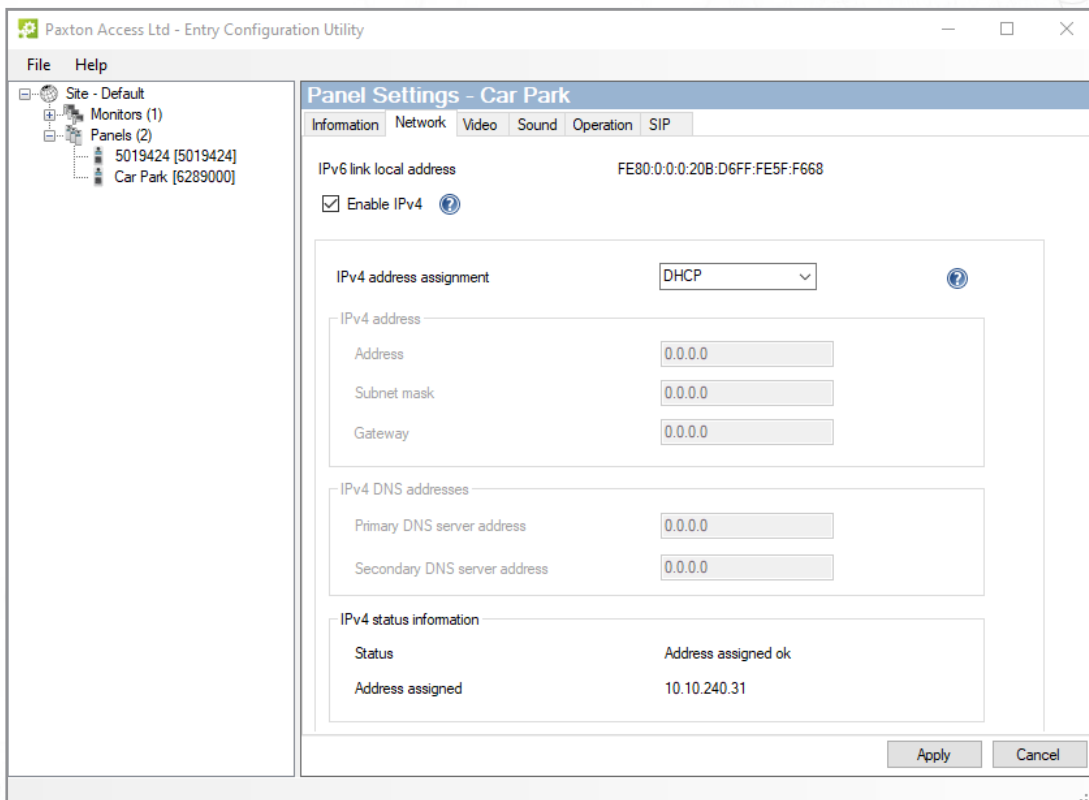 Paxton Access Ltd - Entry Configuration Utility
File Help
Site - Default
Monitors (1)
Panels (2)
5019424 [5019424]
Car Park [6289000]
Panel Settings - Car Park
Information Network Video Sound Operation SIP
IPv6 link local address FE80:0:0:0:20B:D6FF:FE5F:F668
Enable IPv4
IPv4 address assignment DHCP
IPv4 address
Address 0.0.0.0
Subnet mask 0.0.0.0
Gateway 0.0.0.0
IPv4 DNS addresses
Primary DNS server address 0.0.0.0
Secondary DNS server address 0.0.0.0
IPv4 status information
Status Address assigned ok
Address assigned 10.10.240.31
Apply Cancel